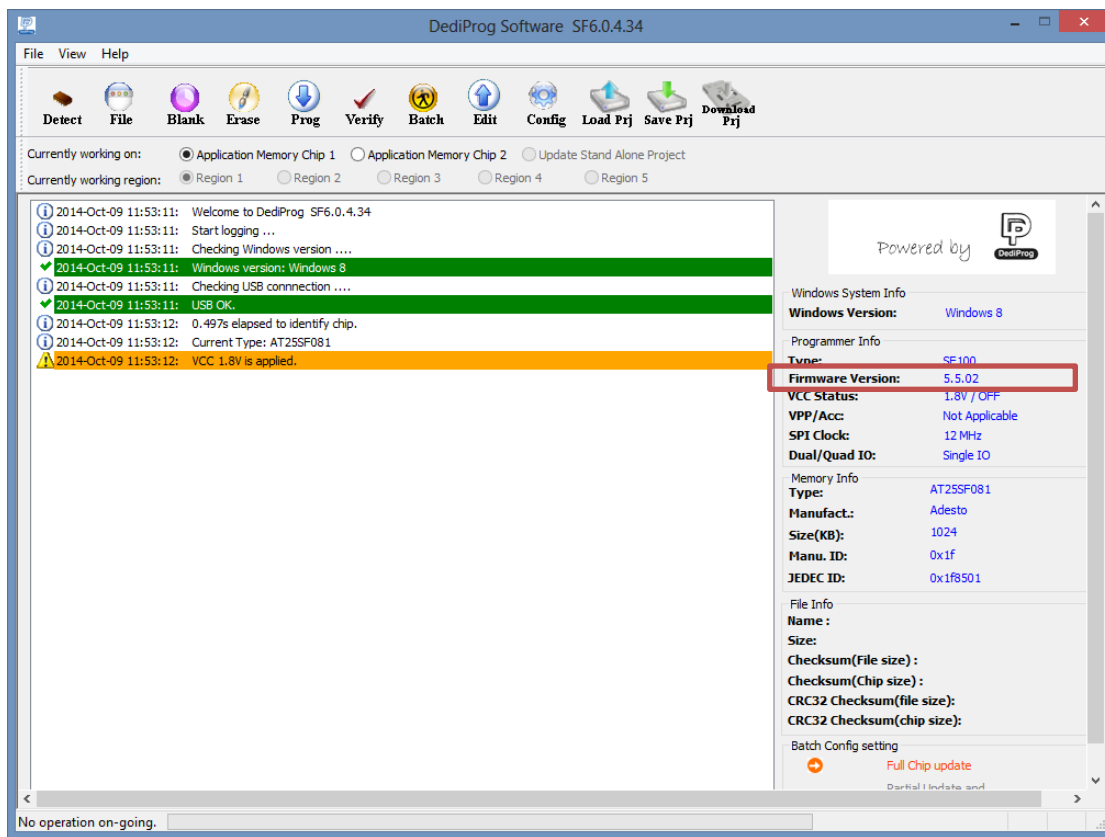 DediProg Software SF6.0.4.34
File View Help
Detect File Blank Erase Prog Verify Batch Edit Config Load Prj Save Prj Download Prj
Currently working on: Application Memory Chip 1 Application Memory Chip 2 Update Stand Alone Project
Currently working region: Region 1 Region 2 Region 3 Region 4 Region 5
2014-Oct-09 11:53:11: Welcome to DediProg SF6.0.4.34
2014-Oct-09 11:53:11: Start logging ...
2014-Oct-09 11:53:11: Checking Windows version ....
2014-Oct-09 11:53:11: Windows version: Windows 8
2014-Oct-09 11:53:11: Checking USB connnection ....
2014-Oct-09 11:53:11: USB OK.
2014-Oct-09 11:53:12: 0.497s elapsed to identify chip.
2014-Oct-09 11:53:12: Current Type: AT25SF081
2014-Oct-09 11:53:12: VCC 1.8V is applied.
Powered by DediProg
Windows System Info
Windows Version: Windows 8
Programmer Info
Type: SF100
Firmware Version: 5.5.02
VCC Status: 1.8V / OFF
VPP/Acc: Not Applicable
SPI Clock: 12 MHz
Dual/Quad IO: Single IO
Memory Info
Type: AT25SF081
Manufact.: Adesto
Size(KB): 1024
Manu. ID: 0x1f
JEDEC ID: 0x1f8501
File Info
Name :
Size:
Checksum(File size) :
Checksum(Chip size) :
CRC32 Checksum(file size):
CRC32 Checksum(chip size):
Batch Config setting
Full Chip update
Partial Update and
No operation on-going.